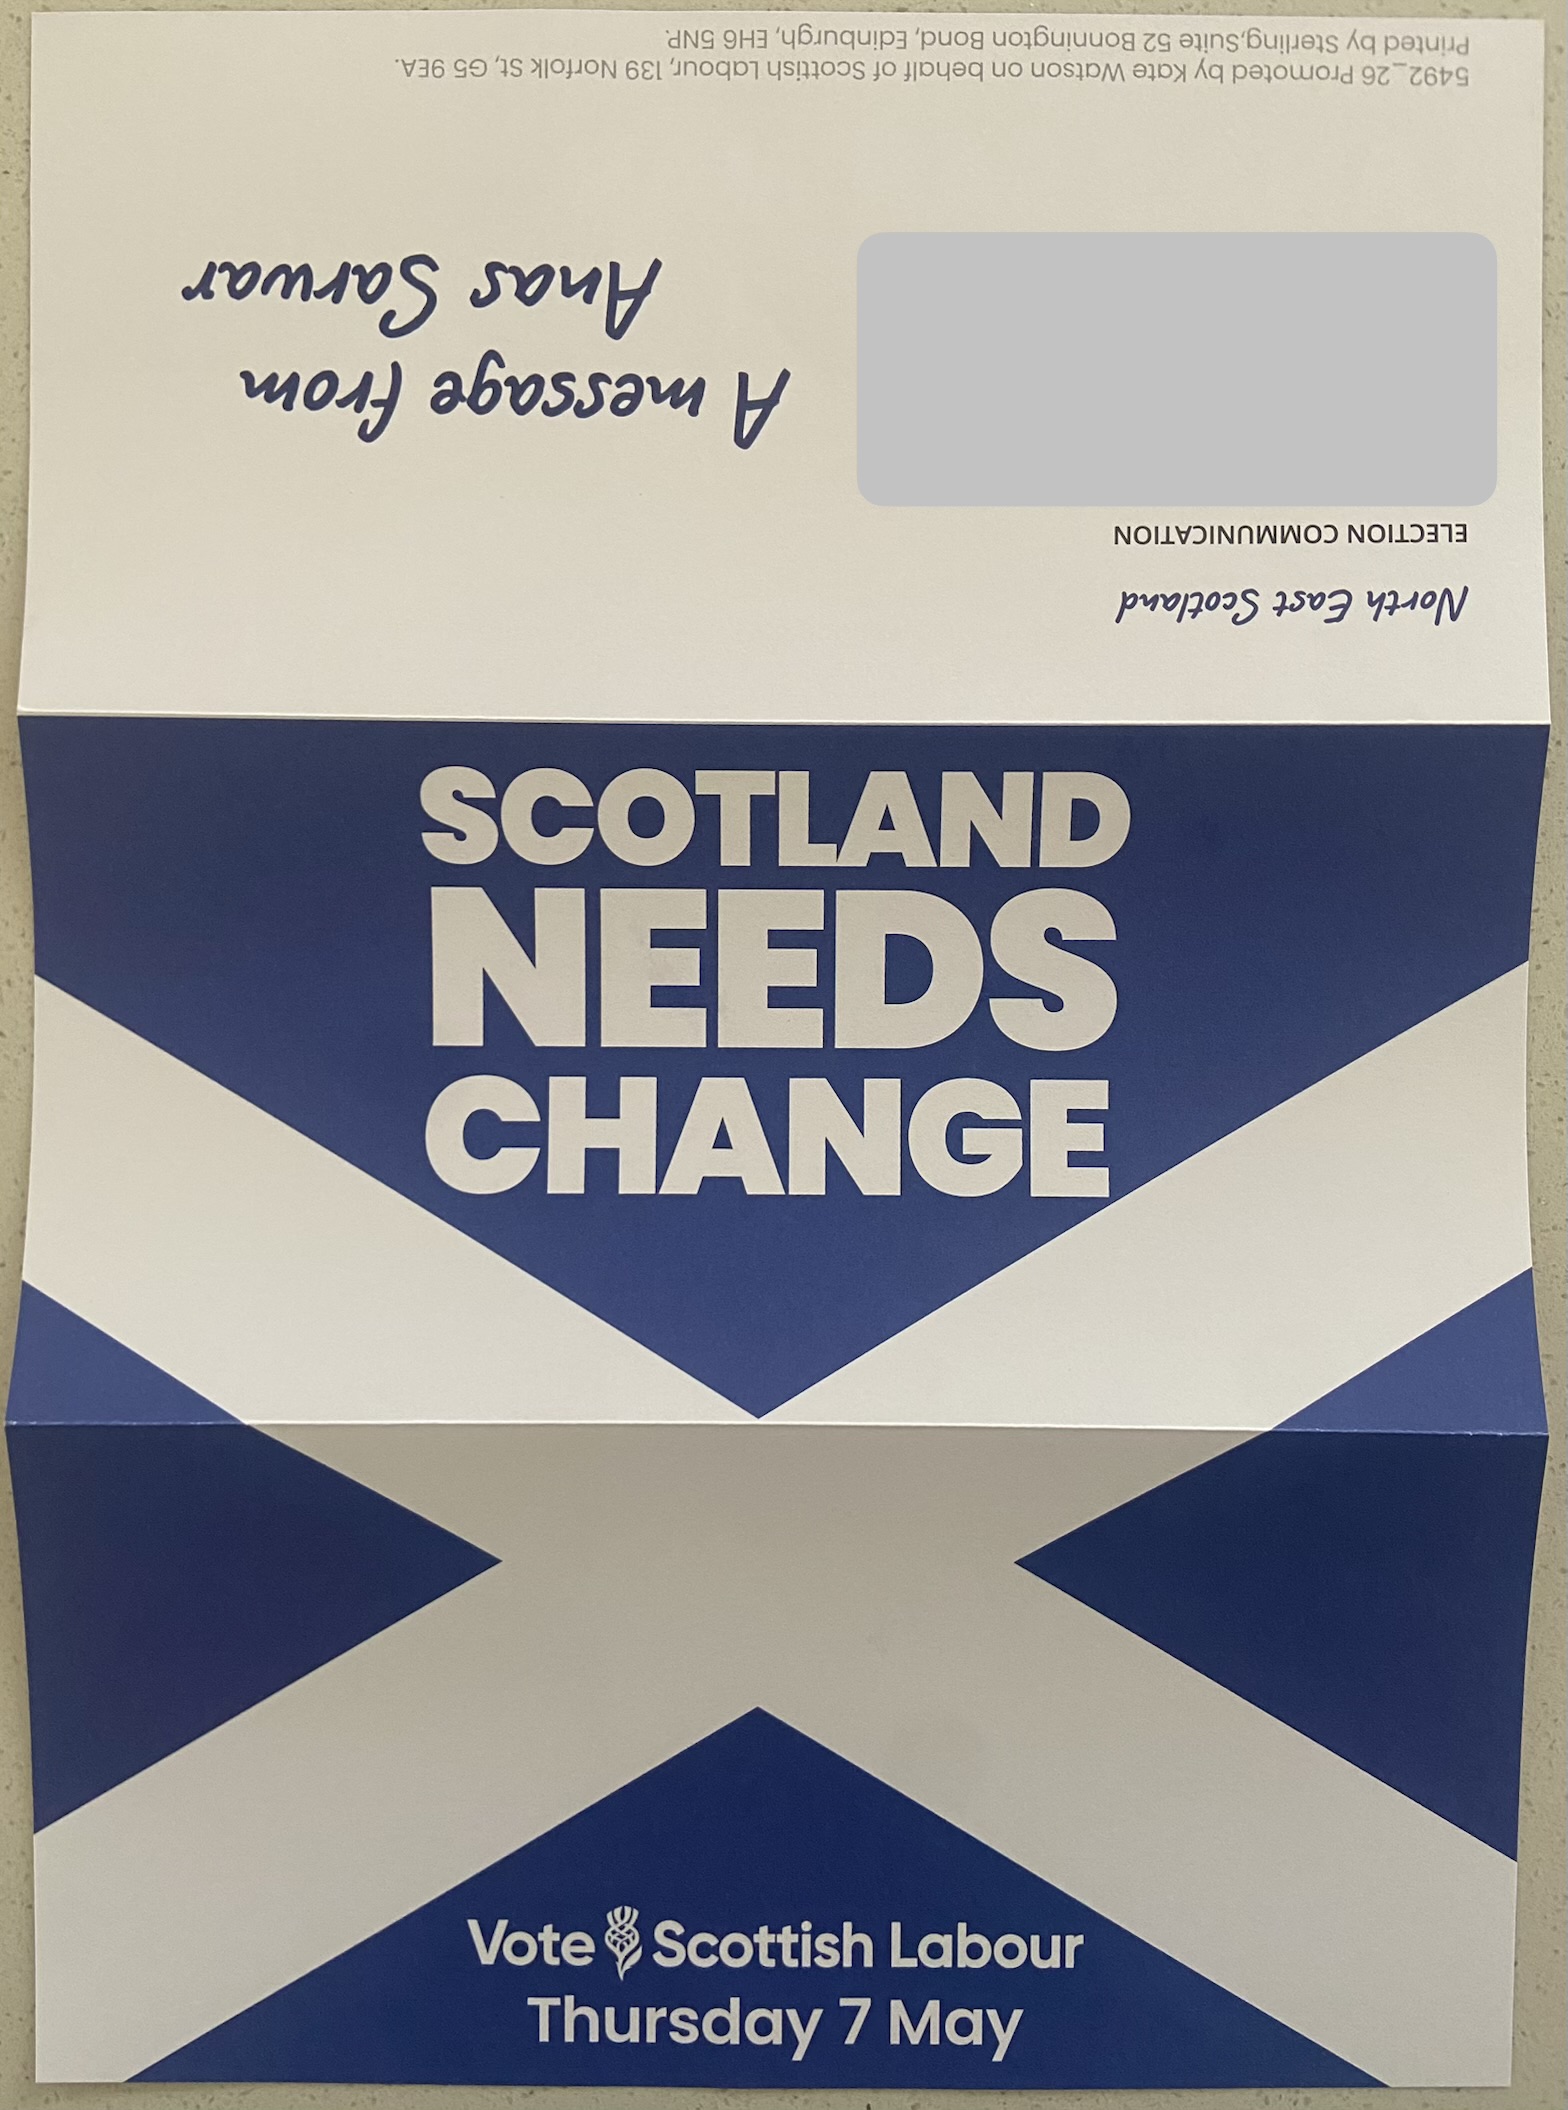 Printed by Sterling,Suite 52 Bonnington Bond, Edinburgh, EH6 5NP.
5492_26 Promoted by Kate Watson on behalf of Scottish Labour, 139 Norfolk St, G5 9EA.
A message from
Anas Sarwar
ELECTION COMMUNICATION
North East Scotland
SCOTLAND
NEEDS
CHANGE
Vote Scottish Labour
Thursday 7 May